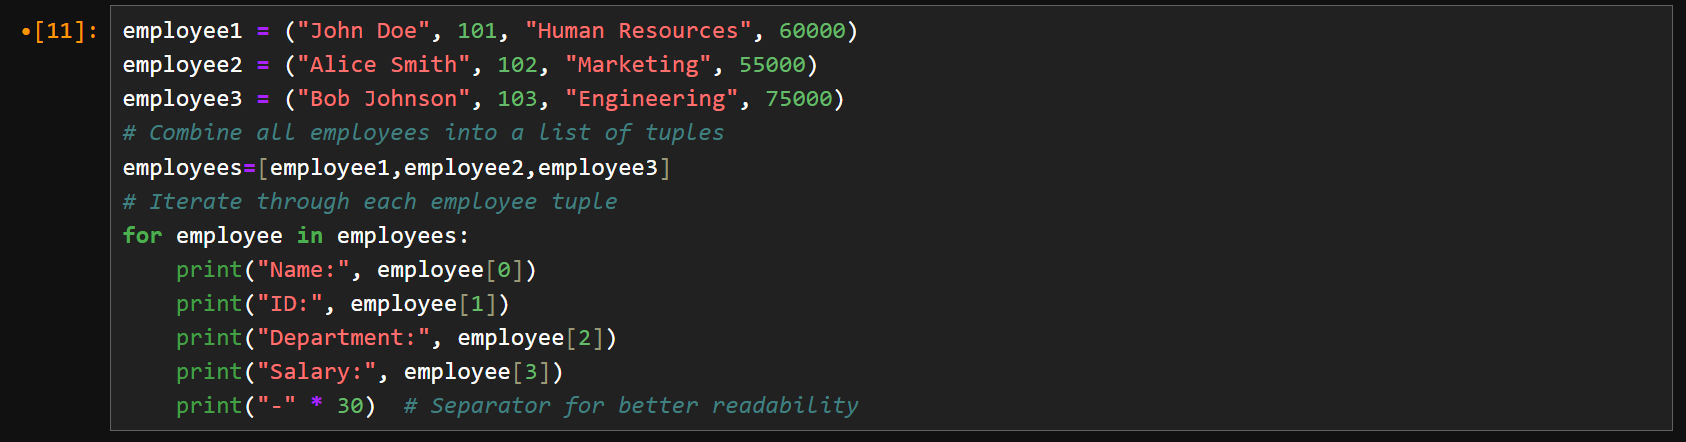 •[11]:
employee1 = ("John Doe", 101, "Human Resources", 60000)
employee2 = ("Alice Smith", 102, "Marketing", 55000)
employee3 = ("Bob Johnson", 103, "Engineering", 75000)
# Combine all employees into a list of tuples
employees=[employee1,employee2,employee3]
# Iterate through each employee tuple
for employee in employees:
    print("Name:", employee[0])
    print("ID:", employee[1])
    print("Department:", employee[2])
    print("Salary:", employee[3])
    print("-" * 30)  # Separator for better readability